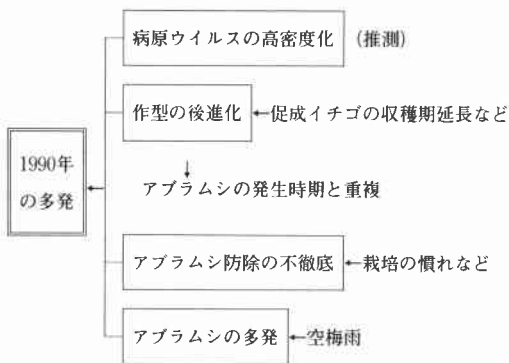 病原ウイルスの高密度化 (推測)
作型の後進化←促成イチゴの収穫期延長など
1990年
の多発
アブラムシの発生時期と重複
アブラムシ防除の不徹底←栽培の慣れなど
アブラムシの多発←空梅雨